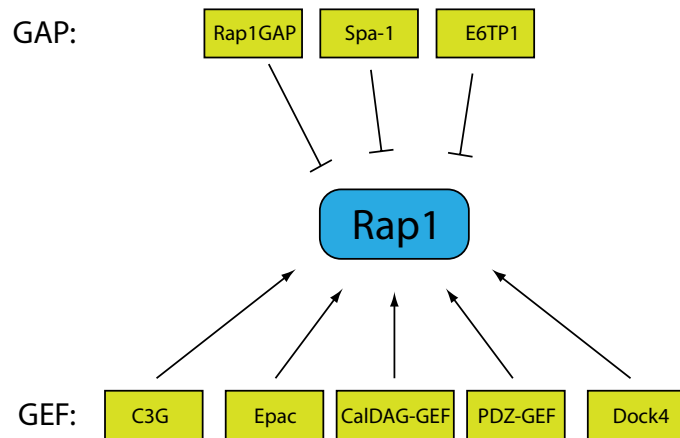 GAP: Rap1GAP Spa-1 E6TP1
Rap1
GEF: C3G Epac CalDAG-GEF PDZ-GEF Dock4